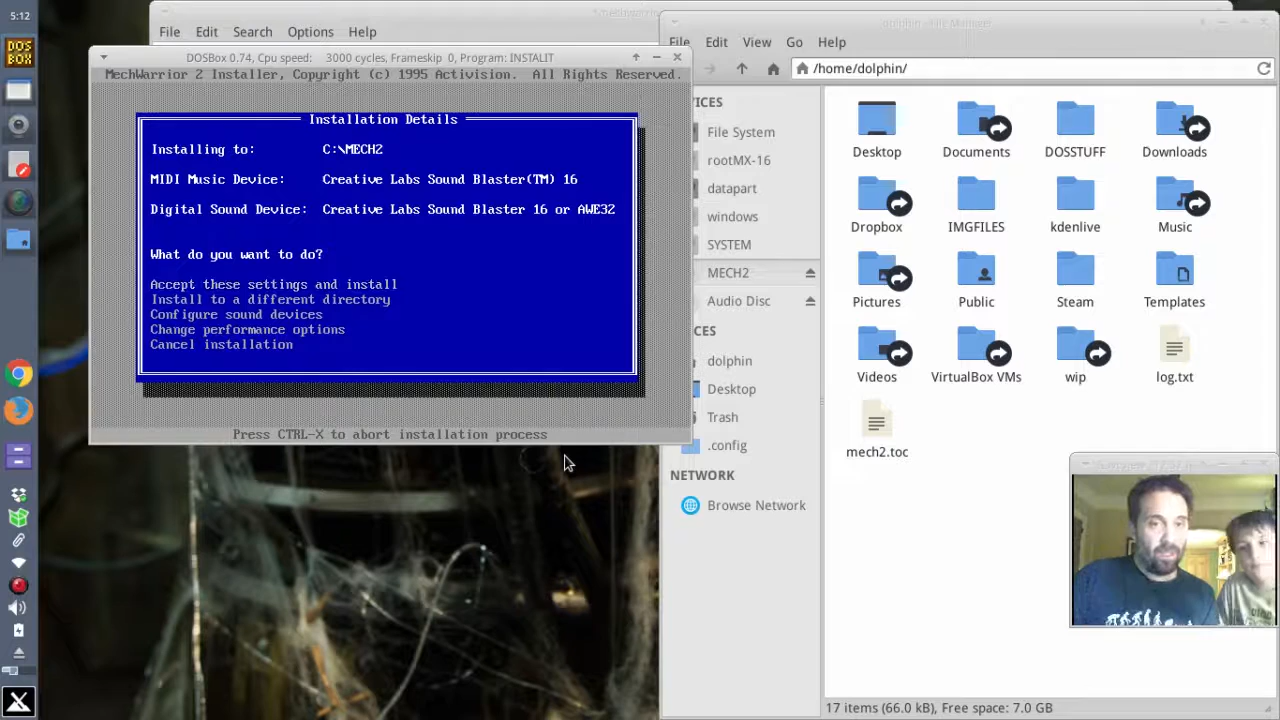 5:12
DOS
BOX
File Edit Search Options Help
DOSBox 0.74, Cpu speed: 3000 cycles, Frameskip 0, Program: INSTALIT
MechWarrior 2 Installer, Copyright (c) 1995 Activision. All Rights Reserved.
Installation Details
Installing to: C:\MECH2
MIDI Music Device: Creative Labs Sound Blaster(TM) 16
Digital Sound Device: Creative Labs Sound Blaster 16 or AWE32
What do you want to do?
Accept these settings and install
Install to a different directory
Configure sound devices
Change performance options
Cancel installation
Press CTRL-X to abort installation process
dolphin - File Manager
File Edit View Go Help
/home/dolphin/
VICES
File System
rootMX-16
datapart
windows
SYSTEM
MECH2
Audio Disc
CES
dolphin
Desktop
Trash
.config
NETWORK
Browse Network
Desktop Documents DOSSTUFF Downloads
Dropbox IMGFILES kdenlive Music
Pictures Public Steam Templates
Videos VirtualBox VMs wip log.txt
mech2.toc
17 items (66.0 kB), Free space: 7.0 GB